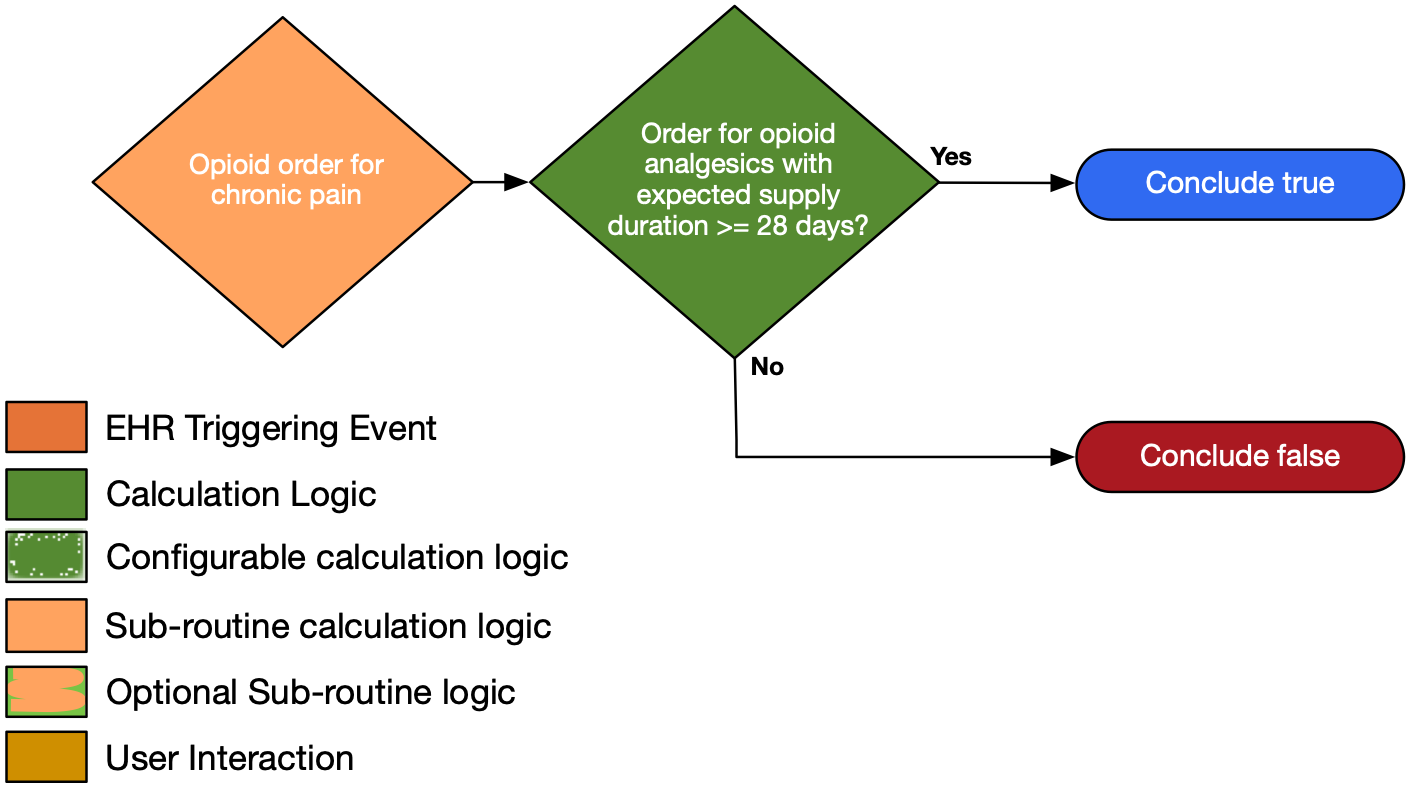 Opioid order for
chronic pain
Order for opioid
analgesics with
expected supply
duration >= 28 days?
Yes
Conclude true
No
Conclude false
EHR Triggering Event
Calculation Logic
Configurable calculation logic
Sub-routine calculation logic
Optional Sub-routine logic
User Interaction